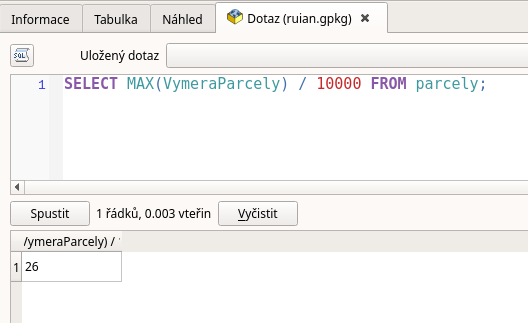 Informace Tabulka Náhled Dotaz (ruian.gpkg)
SQL Uložený dotaz
1 SELECT MAX(VymeraParcely) / 10000 FROM parcely;
Spustit 1 řádků, 0.003 vteřin Vyčistit
/ymeraParcely) /
1 26